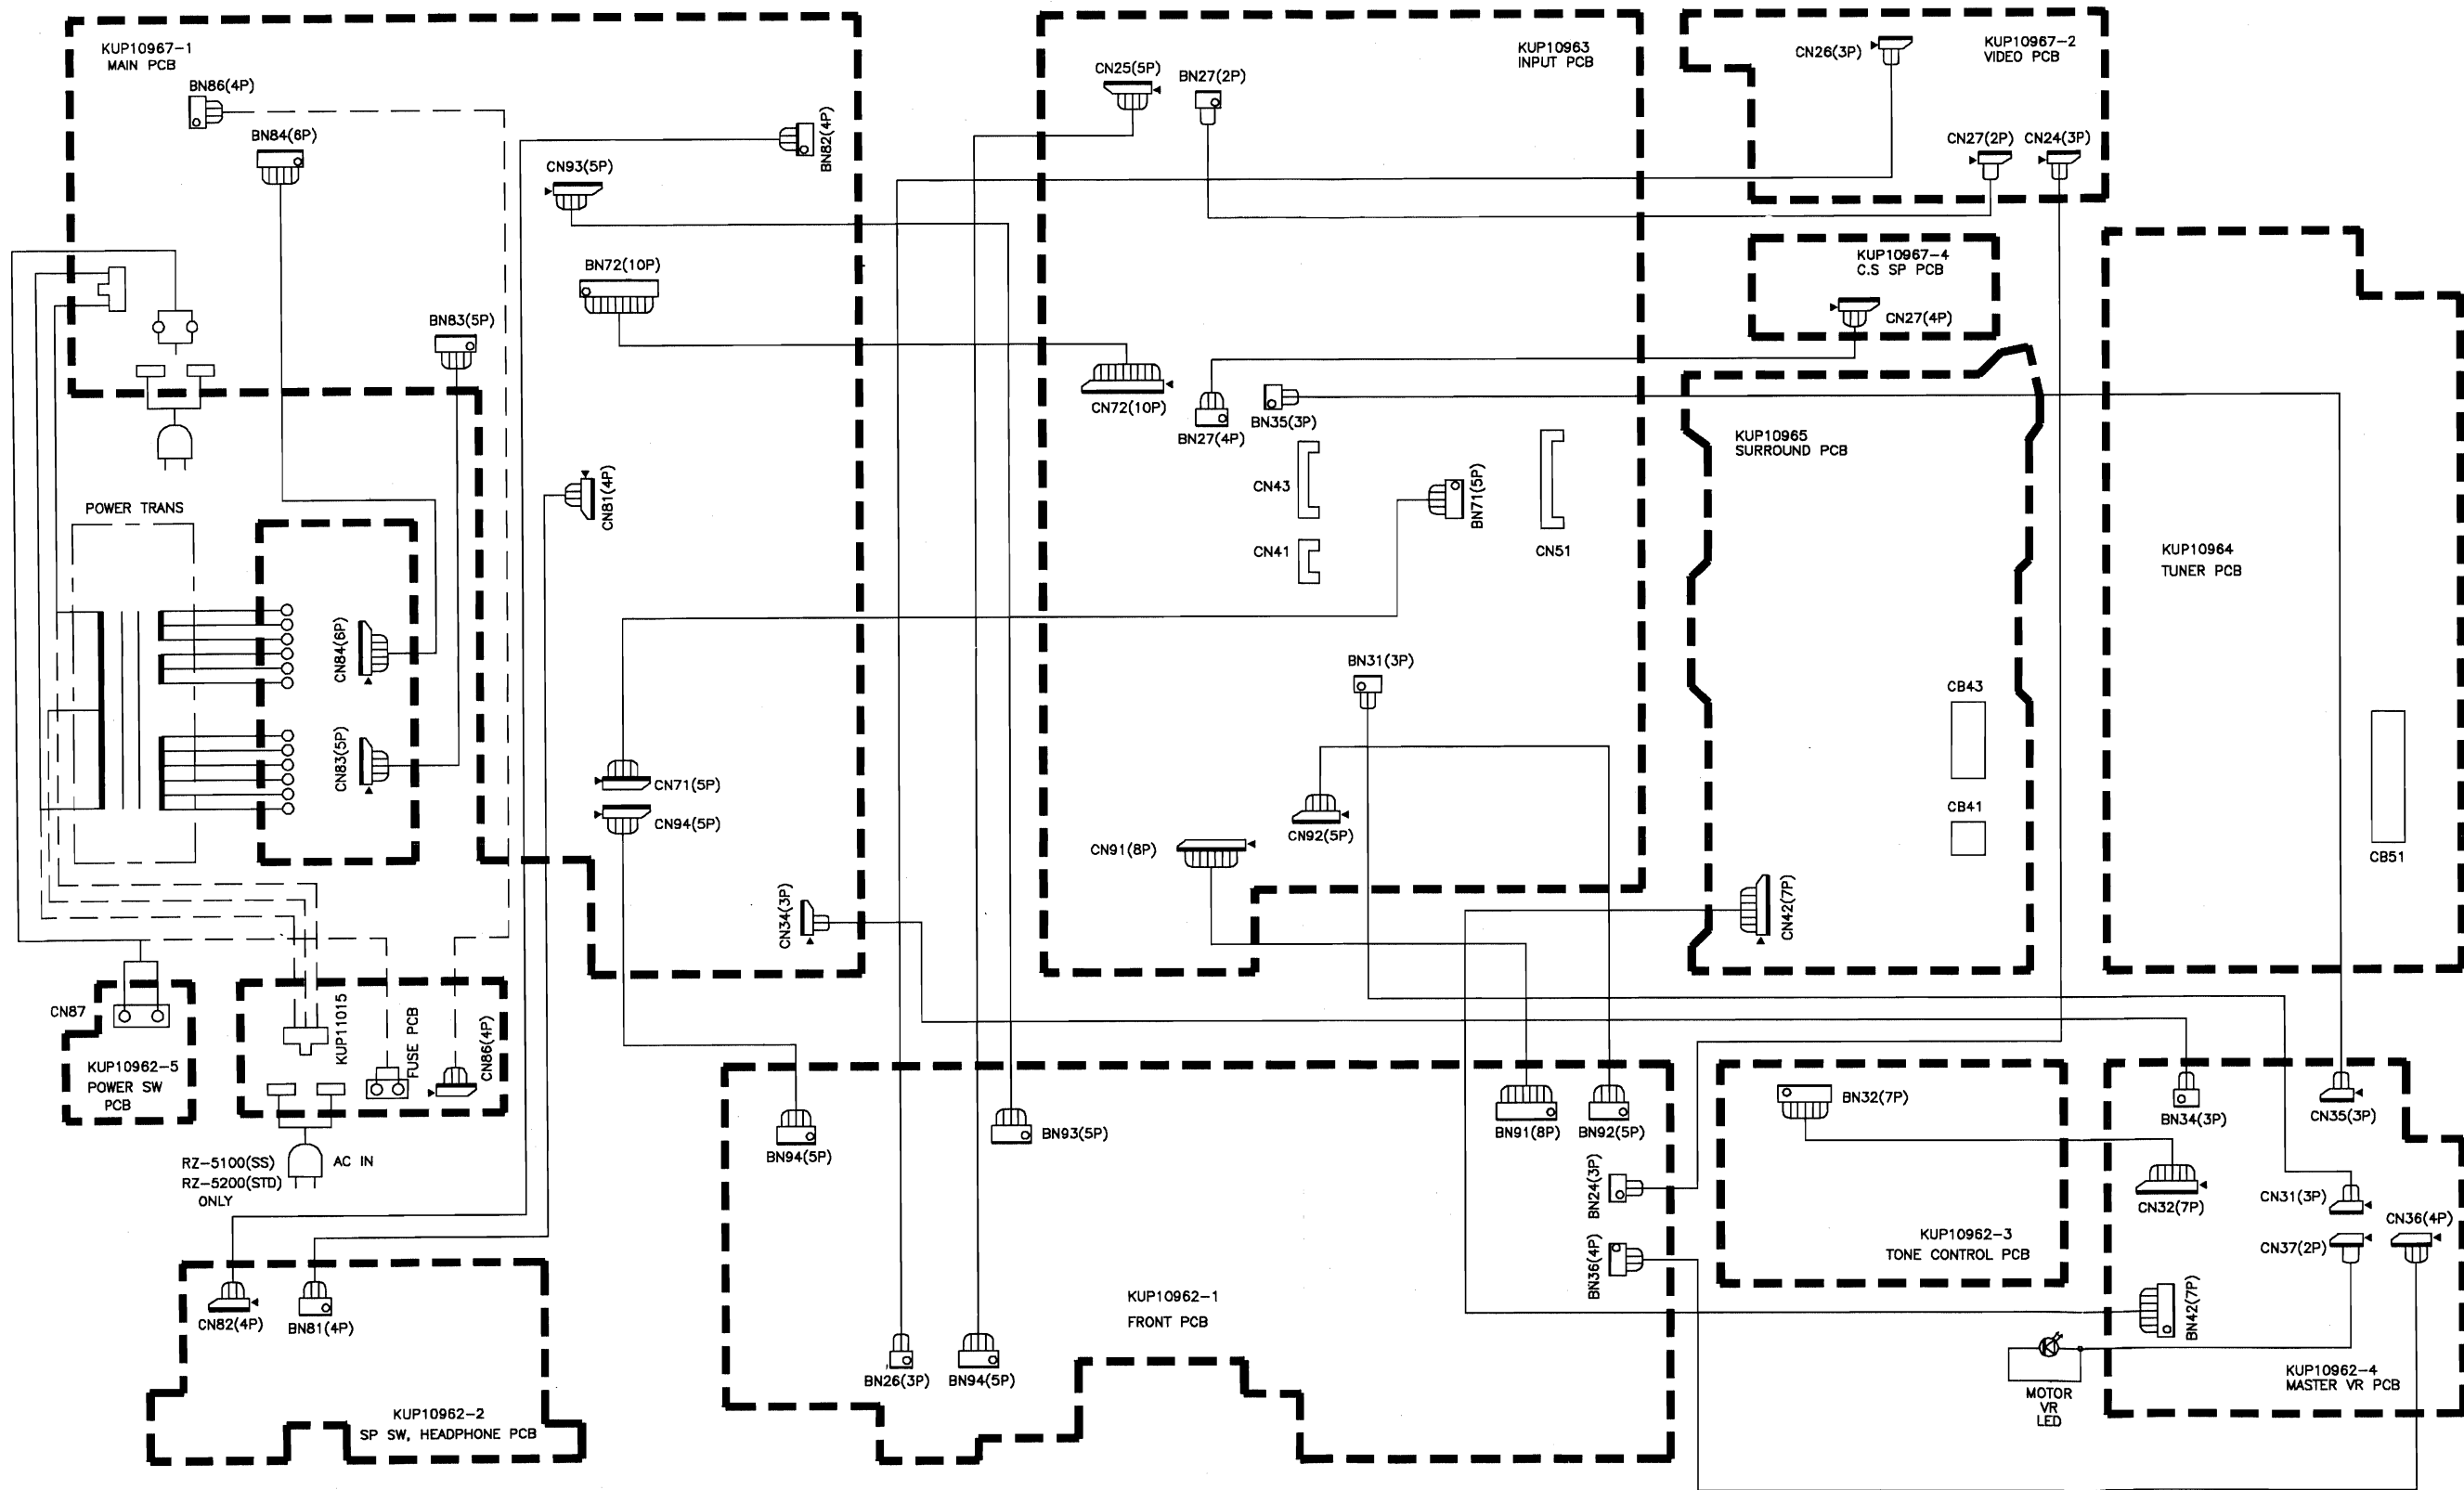 KUP10967-1
MAIN PCB
BN86(4P)
BN84(6P)
BN82(4P)
CN93(5P)
BN72(10P)
BN83(5P)
CN81(4P)
POWER TRANS
CN84(6P)
CN83(5P)
CN71(5P)
CN94(5P)
CN34(3P)
KUP10963
INPUT PCB
CN25(5P)
BN27(2P)
CN72(10P)
BN27(4P)
BN35(3P)
CN43
CN41
BN71(5P)
CN51
BN31(3P)
CN92(5P)
CN91(8P)
KUP10967-2
VIDEO PCB
CN26(3P)
CN27(2P)
CN24(3P)
KUP10967-4
C.S SP PCB
CN27(4P)
KUP10965
SURROUND PCB
CB43
CB41
CN42(7P)
KUP10964
TUNER PCB
CB51
CN87
KUP10962-5
POWER SW
PCB
KUP11015
FUSE PCB
CN86(4P)
RZ-5100(SS)
RZ-5200(STD)
ONLY
AC IN
CN82(4P)
BN81(4P)
KUP10962-2
SP SW, HEADPHONE PCB
BN94(5P)
BN93(5P)
BN91(8P)
BN92(5P)
BN24(3P)
BN36(4P)
KUP10962-1
FRONT PCB
BN26(3P)
BN94(5P)
BN32(7P)
KUP10962-3
TONE CONTROL PCB
BN34(3P)
CN35(3P)
CN32(7P)
CN31(3P)
CN36(4P)
CN37(2P)
BN42(7P)
KUP10962-4
MASTER VR PCB
MOTOR
VR
LED